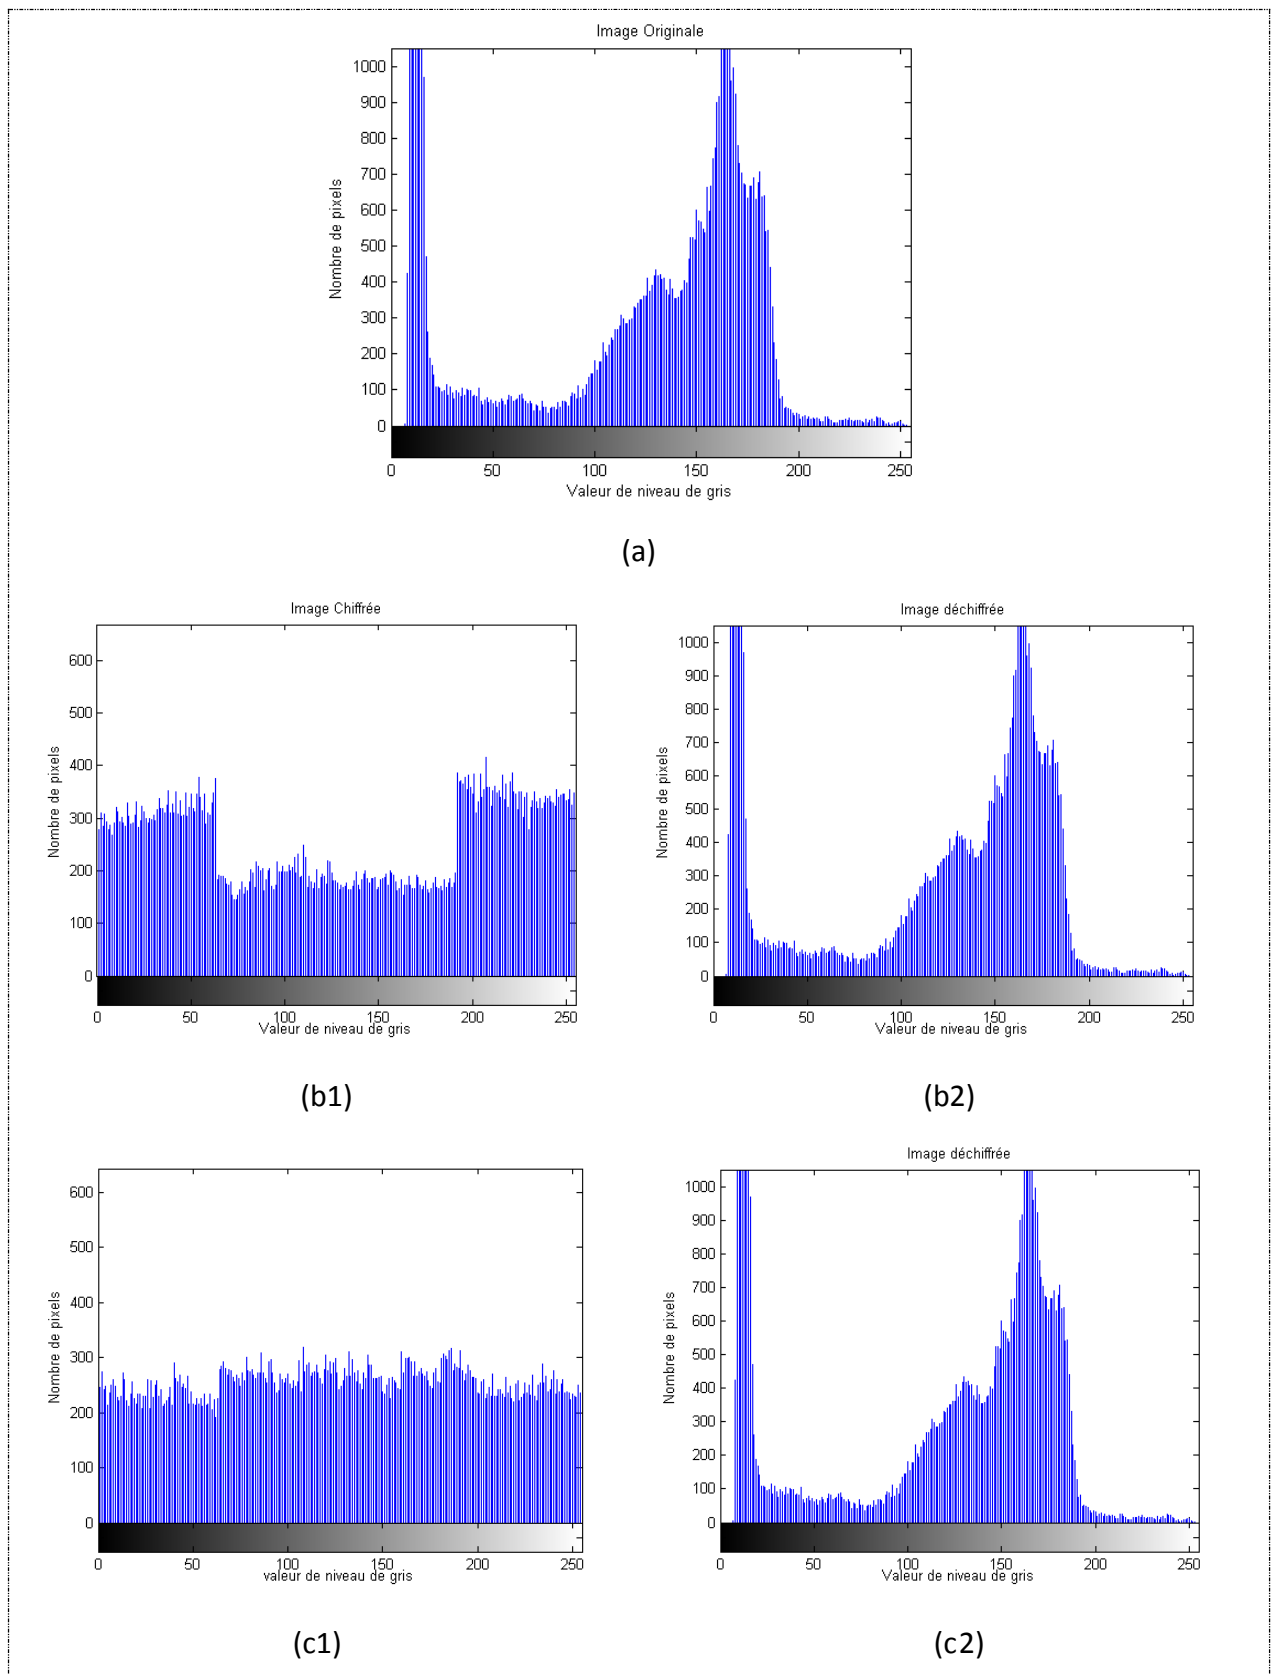 Image Originale
1000
900
800
700
600
500
400
300
200
100
0
Nombre de pixels
0 50 100 150 200 250
Valeur de niveau de gris
(a)
Image Chiffrée
600
500
400
300
200
100
0
Nombre de pixels
0 50 100 150 200 250
Valeur de niveau de gris
(b1)
Image déchiffrée
1000
900
800
700
600
500
400
300
200
100
0
Nombre de pixels
0 50 100 150 200 250
Valeur de niveau de gris
(b2)
600
500
400
300
200
100
0
Nombre de pixels
0 50 100 150 200 250
valeur de niveau de gris
(c1)
Image déchiffrée
1000
900
800
700
600
500
400
300
200
100
0
Nombre de pixels
0 50 100 150 200 250
Valeur de niveau de gris
(c2)